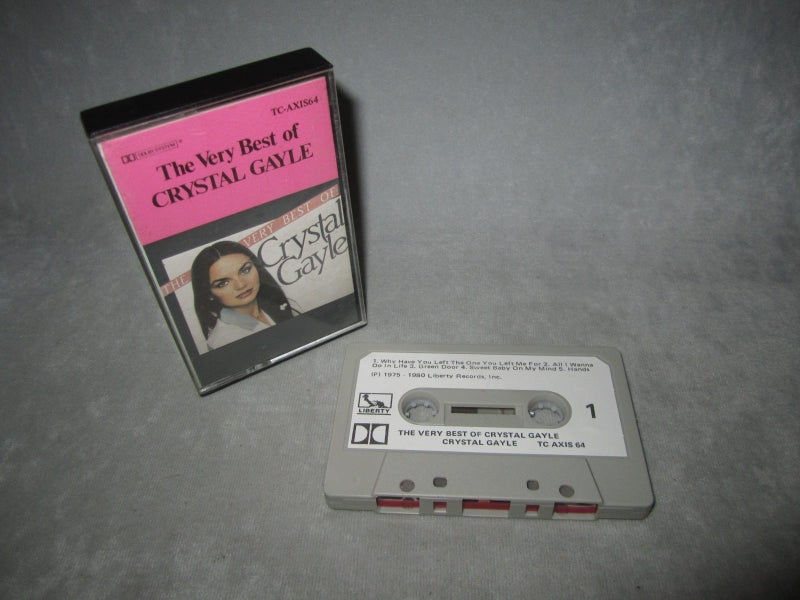 TC-AXIS64
DOLBY SYSTEM
The Very Best of
CRYSTAL GAYLE
THE VERY BEST OF
Crystal
Gayle
1. Why Have You Left The One You Left Me For 2. All I Wanna
Do In Life 3. Green Door 4. Sweet Baby On My Mind 5. Hands
(P) 1975 - 1980 Liberty Records, Inc.
LIBERTY
1
THE VERY BEST OF CRYSTAL GAYLE
CRYSTAL GAYLE TC AXIS 64